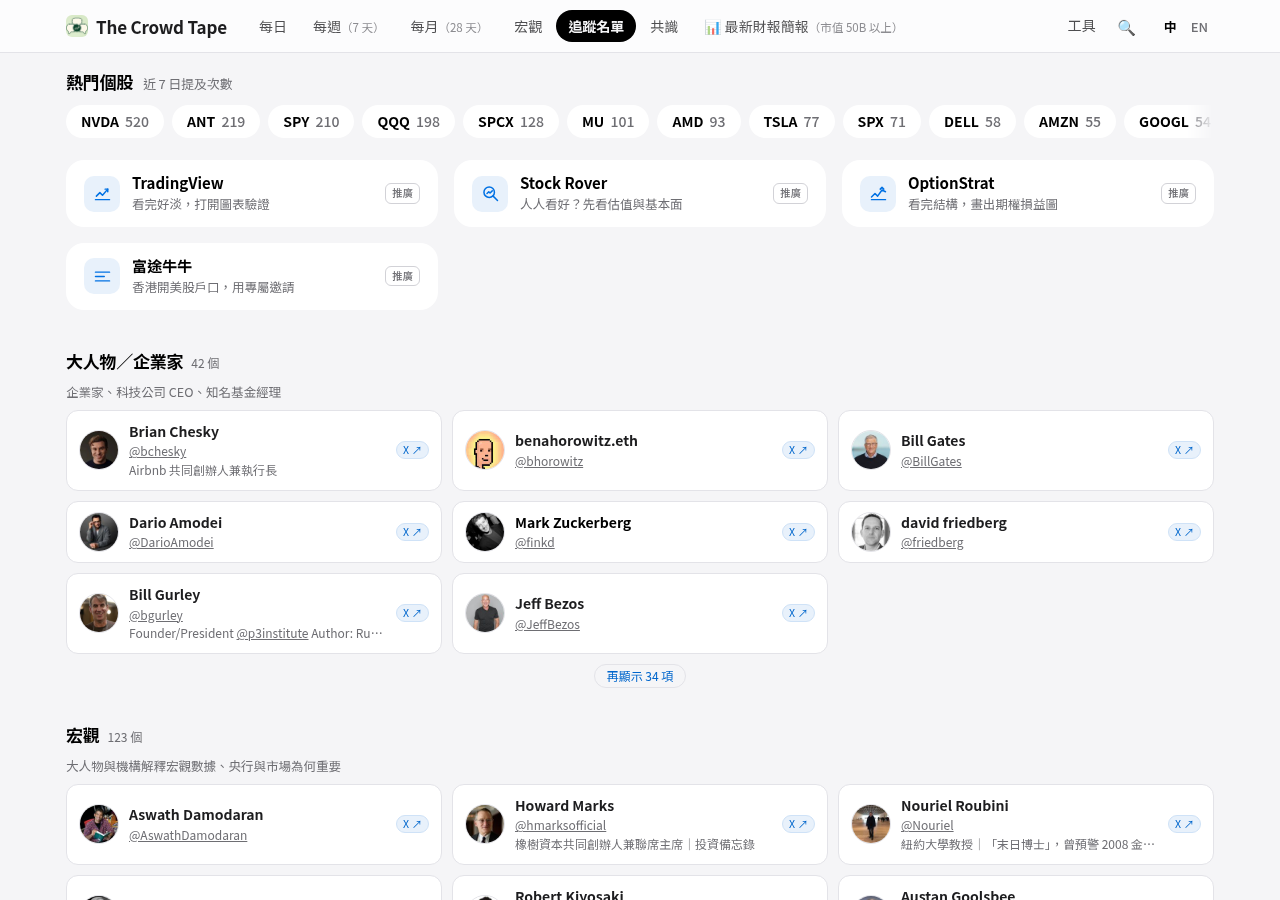 The Crowd Tape 每日 每週（7 天） 每月（28 天） 宏觀 追蹤名單 共識 📊 最新財報簡報（市值 50B 以上） 工具 🔍 中 EN
熱門個股 近 7 日提及次數
NVDA 520 ANT 219 SPY 210 QQQ 198 SPCX 128 MU 101 AMD 93 TSLA 77 SPX 71 DELL 58 AMZN 55 GOOGL 54
TradingView
看完好淡，打開圖表驗證
推廣
Stock Rover
人人看好？先看估值與基本面
推廣
OptionStrat
看完結構，畫出期權損益圖
推廣
富途牛牛
香港開美股戶口，用專屬邀請
推廣
大人物／企業家 42 個
企業家、科技公司 CEO、知名基金經理
Brian Chesky
@bchesky
Airbnb 共同創辦人兼執行長
X ↗
benahorowitz.eth
@bhorowitz
X ↗
Bill Gates
@BillGates
X ↗
Dario Amodei
@DarioAmodei
X ↗
Mark Zuckerberg
@finkd
X ↗
david friedberg
@friedberg
X ↗
Bill Gurley
@bgurley
Founder/President @p3institute Author: Ru…
X ↗
Jeff Bezos
@JeffBezos
X ↗
再顯示 34 項
宏觀 123 個
大人物與機構解釋宏觀數據、央行與市場為何重要
Aswath Damodaran
@AswathDamodaran
X ↗
Howard Marks
@hmarksofficial
橡樹資本共同創辦人兼聯席主席｜投資備忘錄
X ↗
Nouriel Roubini
@Nouriel
紐約大學教授｜「末日博士」，曾預警 2008 金…
X ↗
Robert Kiyosaki
Austan Goolsbee